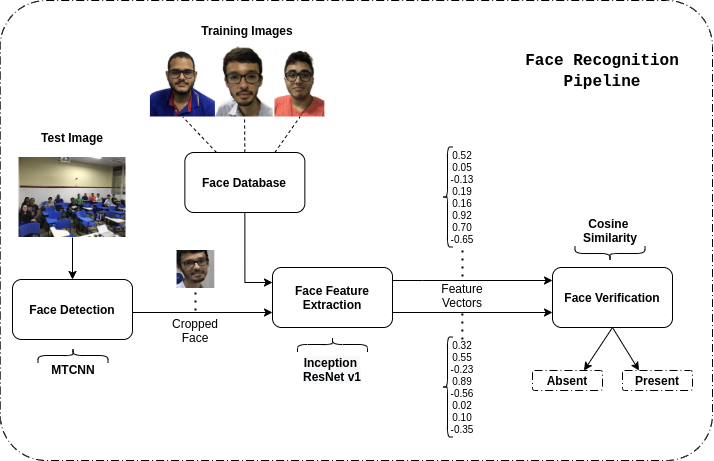 Training Images
Face Recognition
Pipeline
Test Image
Face Database
0.52
0.05
-0.13
0.19
0.16
0.92
0.70
-0.65
Cosine
Similarity
Face Detection
Face Feature
Extraction
Feature
Vectors
Face Verification
Cropped
Face
MTCNN
Inception
ResNet v1
0.32
0.55
-0.23
0.89
-0.56
0.02
0.10
-0.35
Absent
Present